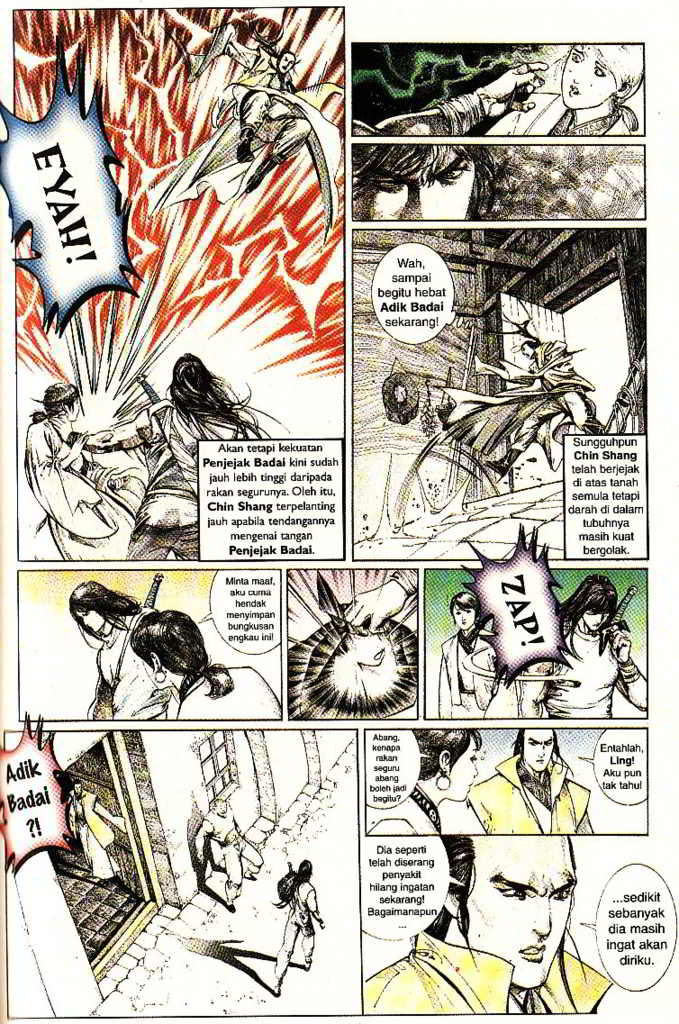 EYAH!
Akan tetapi kekuatan
Penjejak Badai kini sudah
jauh lebih tinggi daripada
rakan segurunya. Oleh itu,
Chin Shang terpelanting
jauh apabila tendangannya
mengenai tangan
Penjejak Badai.
Wah,
sampai
begitu hebat
Adik Badai
sekarang!
Sungguhpun
Chin Shang
telah berjejak
di atas tanah
semula tetapi
darah di dalam
tubuhnya
masih kuat
bergolak.
Minta maaf,
aku cuma
hendak
menyimpan
bungkusan
engkau ini!
ZAP!
Adik
Badai
?!
Abang,
kenapa
rakan
seguru
abang
boleh jadi
begitu?
Entahlah,
Ling!
Aku pun
tak tahu!
Dia seperti
telah diserang
penyakit
hilang ingatan
sekarang!
Bagaimanapun
...
...sedikit
sebanyak
dia masih
ingat akan
diriku.